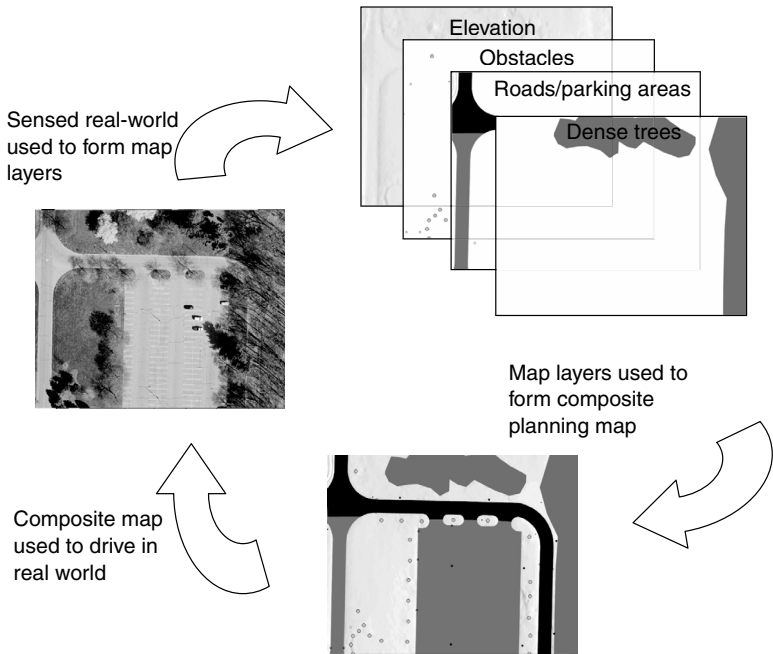 Elevation
Obstacles
Roads/parking areas
Dense trees
Sensed real-world
used to form map
layers
Map layers used to
form composite
planning map
Composite map
used to drive in
real world